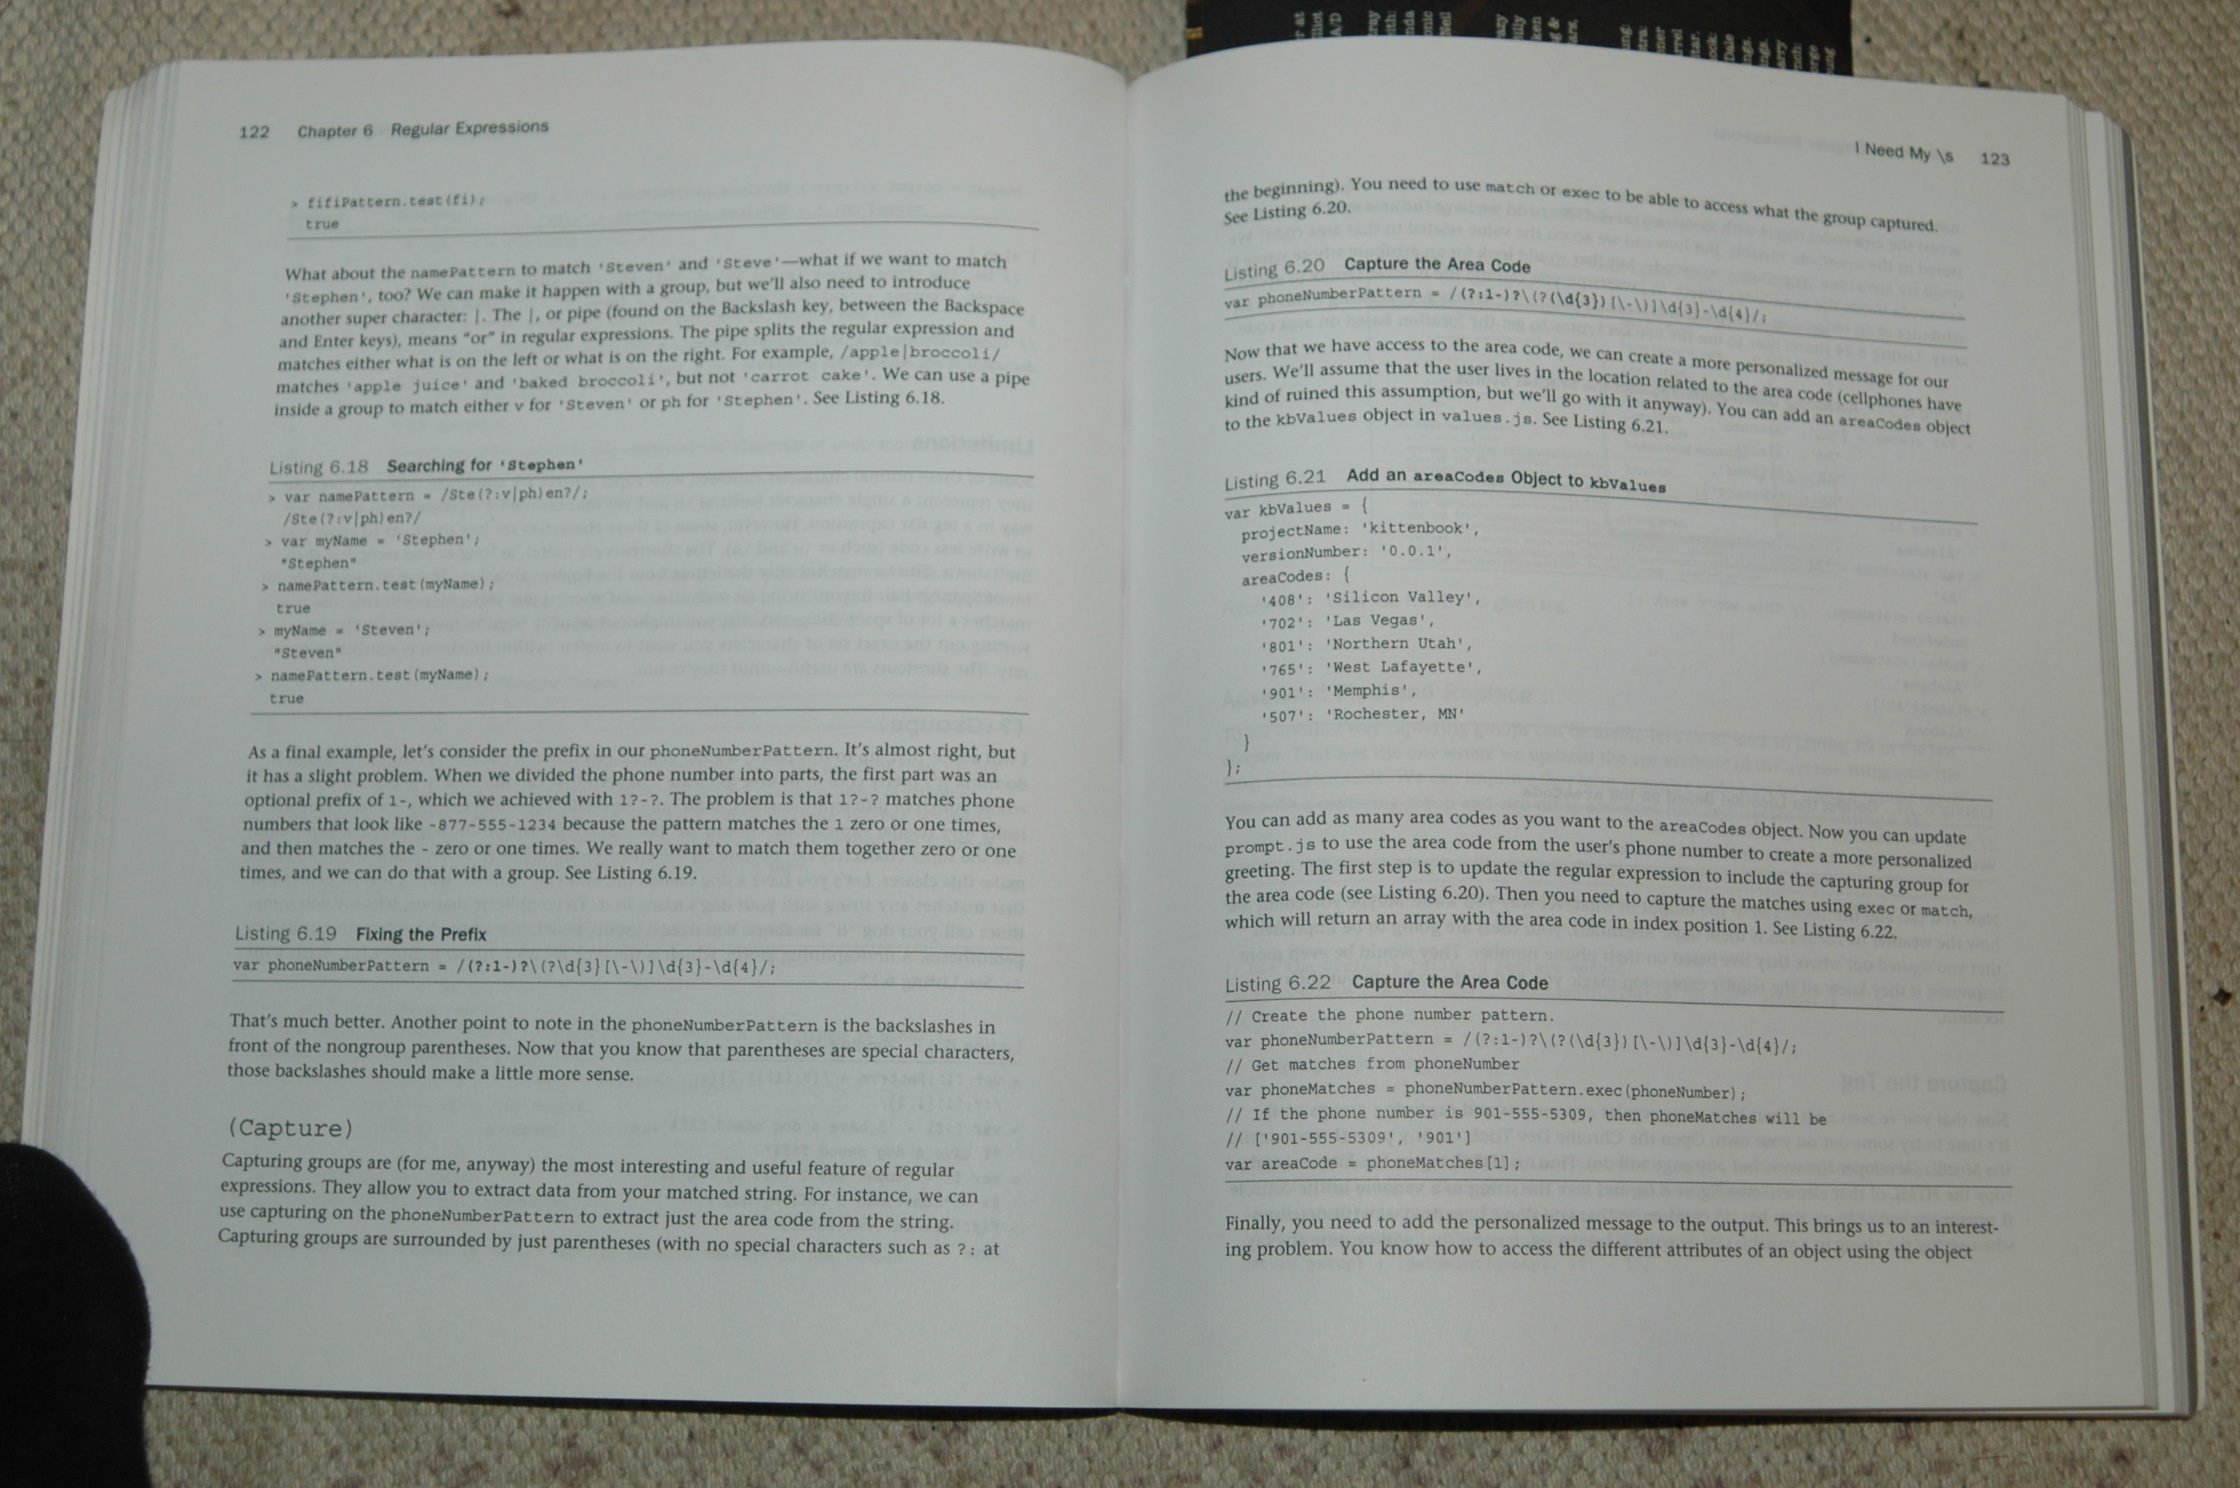 122 Chapter 6 Regular Expressions
> fifiPattern.test(fi);
true
What about the namePattern to match 'Steven' and 'Steve'—what if we want to match
'Stephen', too? We can make it happen with a group, but we'll also need to introduce
another super character: |. The |, or pipe (found on the Backslash key, between the Backspace
and Enter keys), means "or" in regular expressions. The pipe splits the regular expression and
matches either what is on the left or what is on the right. For example, /apple|broccoli/
matches 'apple juice' and 'baked broccoli', but not 'carrot cake'. We can use a pipe
inside a group to match either v for 'Steven' or ph for 'Stephen'. See Listing 6.18.
Listing 6.18 Searching for 'Stephen'
> var namePattern = /Ste(?:v|ph)en?/;
/Ste(?:v|ph)en?/
> var myName = 'Stephen';
"Stephen"
> namePattern.test(myName);
true
> myName = 'Steven';
"Steven"
> namePattern.test(myName);
true
As a final example, let's consider the prefix in our phoneNumberPattern. It's almost right, but
it has a slight problem. When we divided the phone number into parts, the first part was an
optional prefix of 1-, which we achieved with 1?-?. The problem is that 1?-? matches phone
numbers that look like -877-555-1234 because the pattern matches the 1 zero or one times,
and then matches the - zero or one times. We really want to match them together zero or one
times, and we can do that with a group. See Listing 6.19.
Listing 6.19 Fixing the Prefix
var phoneNumberPattern = /(?:1-)?\(?\d{3}[\-\)]\d{3}-\d{4}/;
That's much better. Another point to note in the phoneNumberPattern is the backslashes in
front of the nongroup parentheses. Now that you know that parentheses are special characters,
those backslashes should make a little more sense.
(Capture)
Capturing groups are (for me, anyway) the most interesting and useful feature of regular
expressions. They allow you to extract data from your matched string. For instance, we can
use capturing on the phoneNumberPattern to extract just the area code from the string.
Capturing groups are surrounded by just parentheses (with no special characters such as ?: at
I Need My \s 123
the beginning). You need to use match or exec to be able to access what the group captured.
See Listing 6.20.
Listing 6.20 Capture the Area Code
var phoneNumberPattern = /(?:1-)?\(?(\d{3})[\-\)]\d{3}-\d{4}/;
Now that we have access to the area code, we can create a more personalized message for our
users. We'll assume that the user lives in the location related to the area code (cellphones have
kind of ruined this assumption, but we'll go with it anyway). You can add an areaCodes object
to the kbValues object in values.js. See Listing 6.21.
Listing 6.21 Add an areaCodes Object to kbValues
var kbValues = {
projectName: 'kittenbook',
versionNumber: '0.0.1',
areaCodes: {
'408': 'Silicon Valley',
'702': 'Las Vegas',
'801': 'Northern Utah',
'765': 'West Lafayette',
'901': 'Memphis',
'507': 'Rochester, MN'
}
};
You can add as many area codes as you want to the areaCodes object. Now you can update
prompt.js to use the area code from the user's phone number to create a more personalized
greeting. The first step is to update the regular expression to include the capturing group for
the area code (see Listing 6.20). Then you need to capture the matches using exec or match,
which will return an array with the area code in index position 1. See Listing 6.22.
Listing 6.22 Capture the Area Code
// Create the phone number pattern.
var phoneNumberPattern = /(?:1-)?\(?(\d{3})[\-\)]\d{3}-\d{4}/;
// Get matches from phoneNumber
var phoneMatches = phoneNumberPattern.exec(phoneNumber);
// If the phone number is 901-555-5309, then phoneMatches will be
// ['901-555-5309', '901']
var areaCode = phoneMatches[1];
Finally, you need to add the personalized message to the output. This brings us to an interest-
ing problem. You know how to access the different attributes of an object using the object